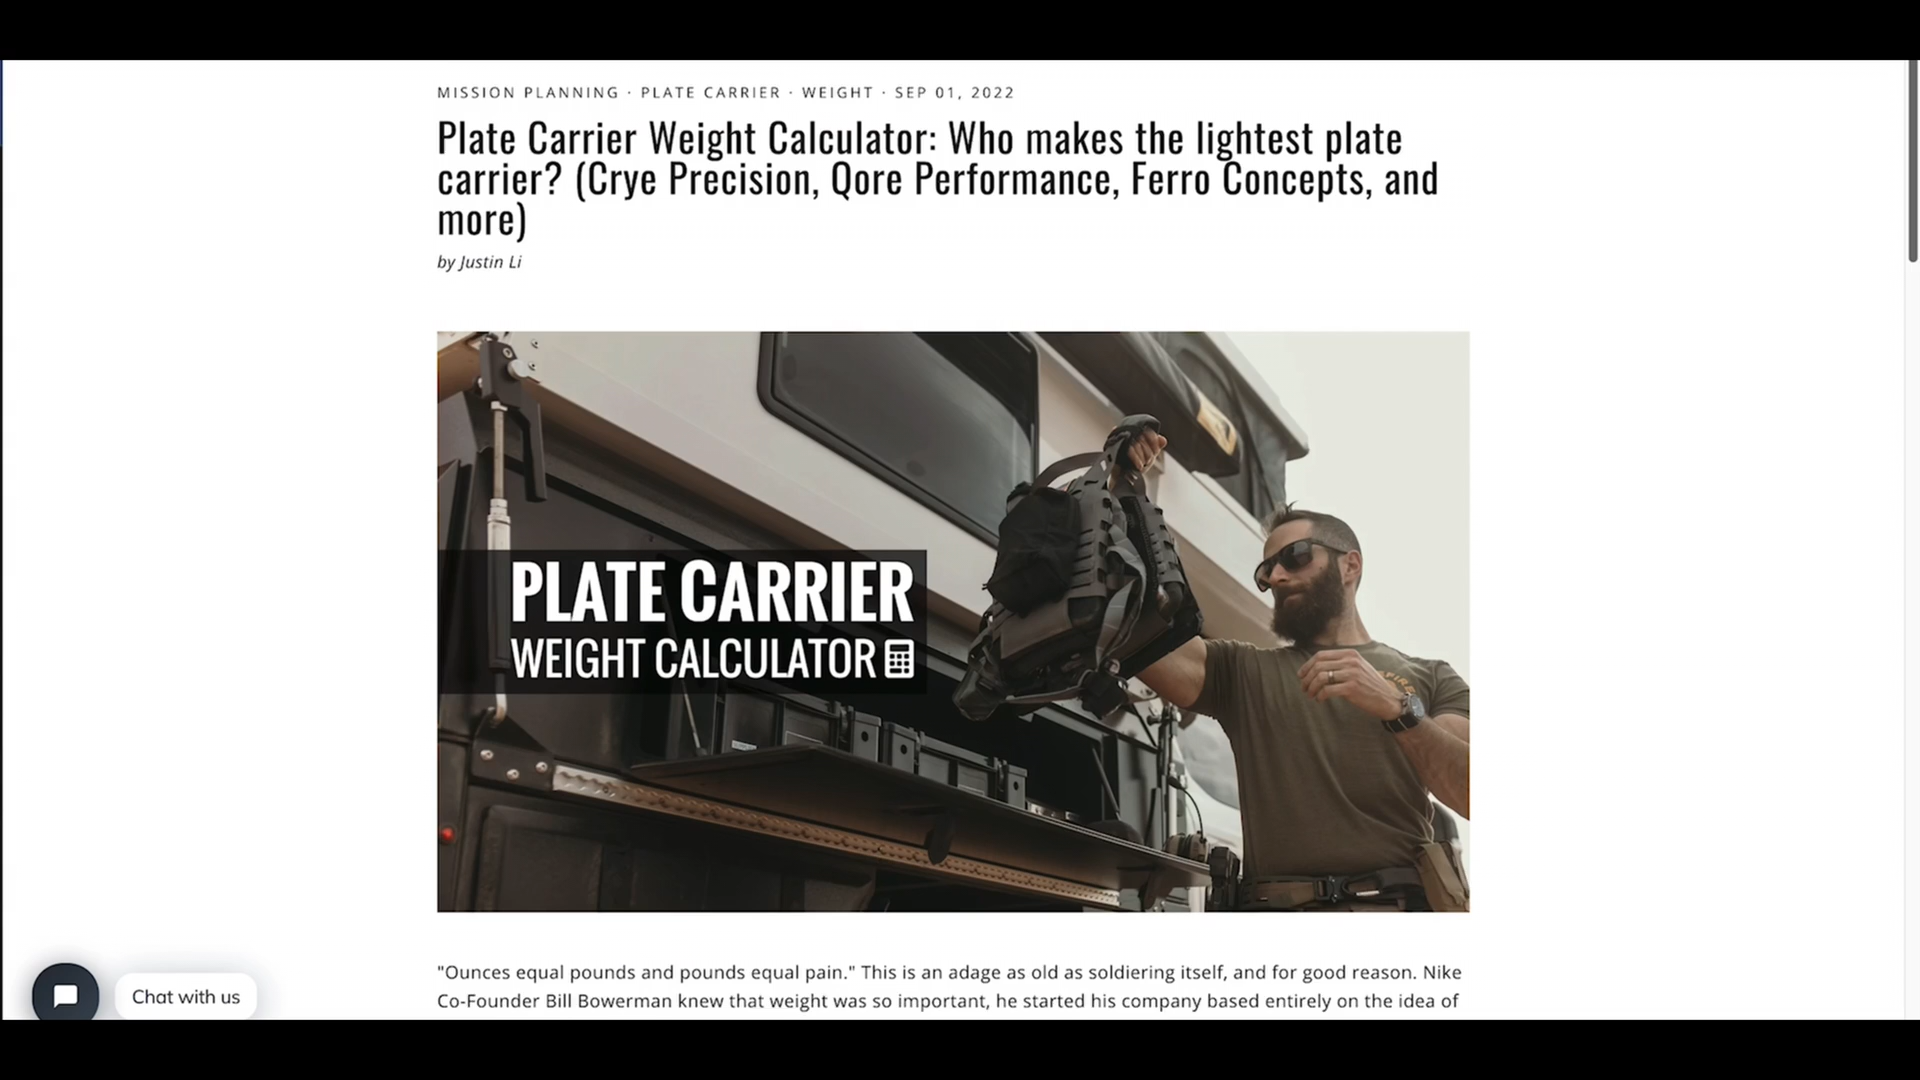 MISSION PLANNING · PLATE CARRIER · WEIGHT · SEP 01, 2022
Plate Carrier Weight Calculator: Who makes the lightest plate
carrier? (Crye Precision, Qore Performance, Ferro Concepts, and
more)
by Justin Li
PLATE CARRIER
WEIGHT CALCULATOR
"Ounces equal pounds and pounds equal pain." This is an adage as old as soldiering itself, and for good reason. Nike
Co-Founder Bill Bowerman knew that weight was so important, he started his company based entirely on the idea of
Chat with us